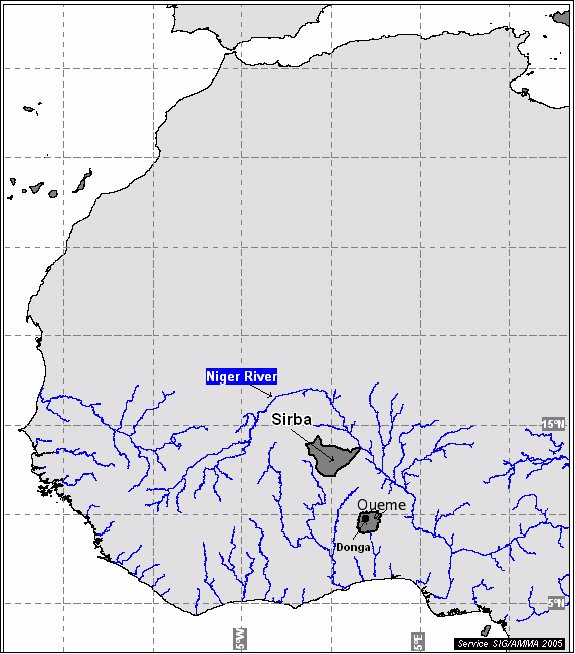 Niger River
Sirba
15°N
Oueme
Donga
5°N
5°W
5°E
Service SIG/AMMA 2005